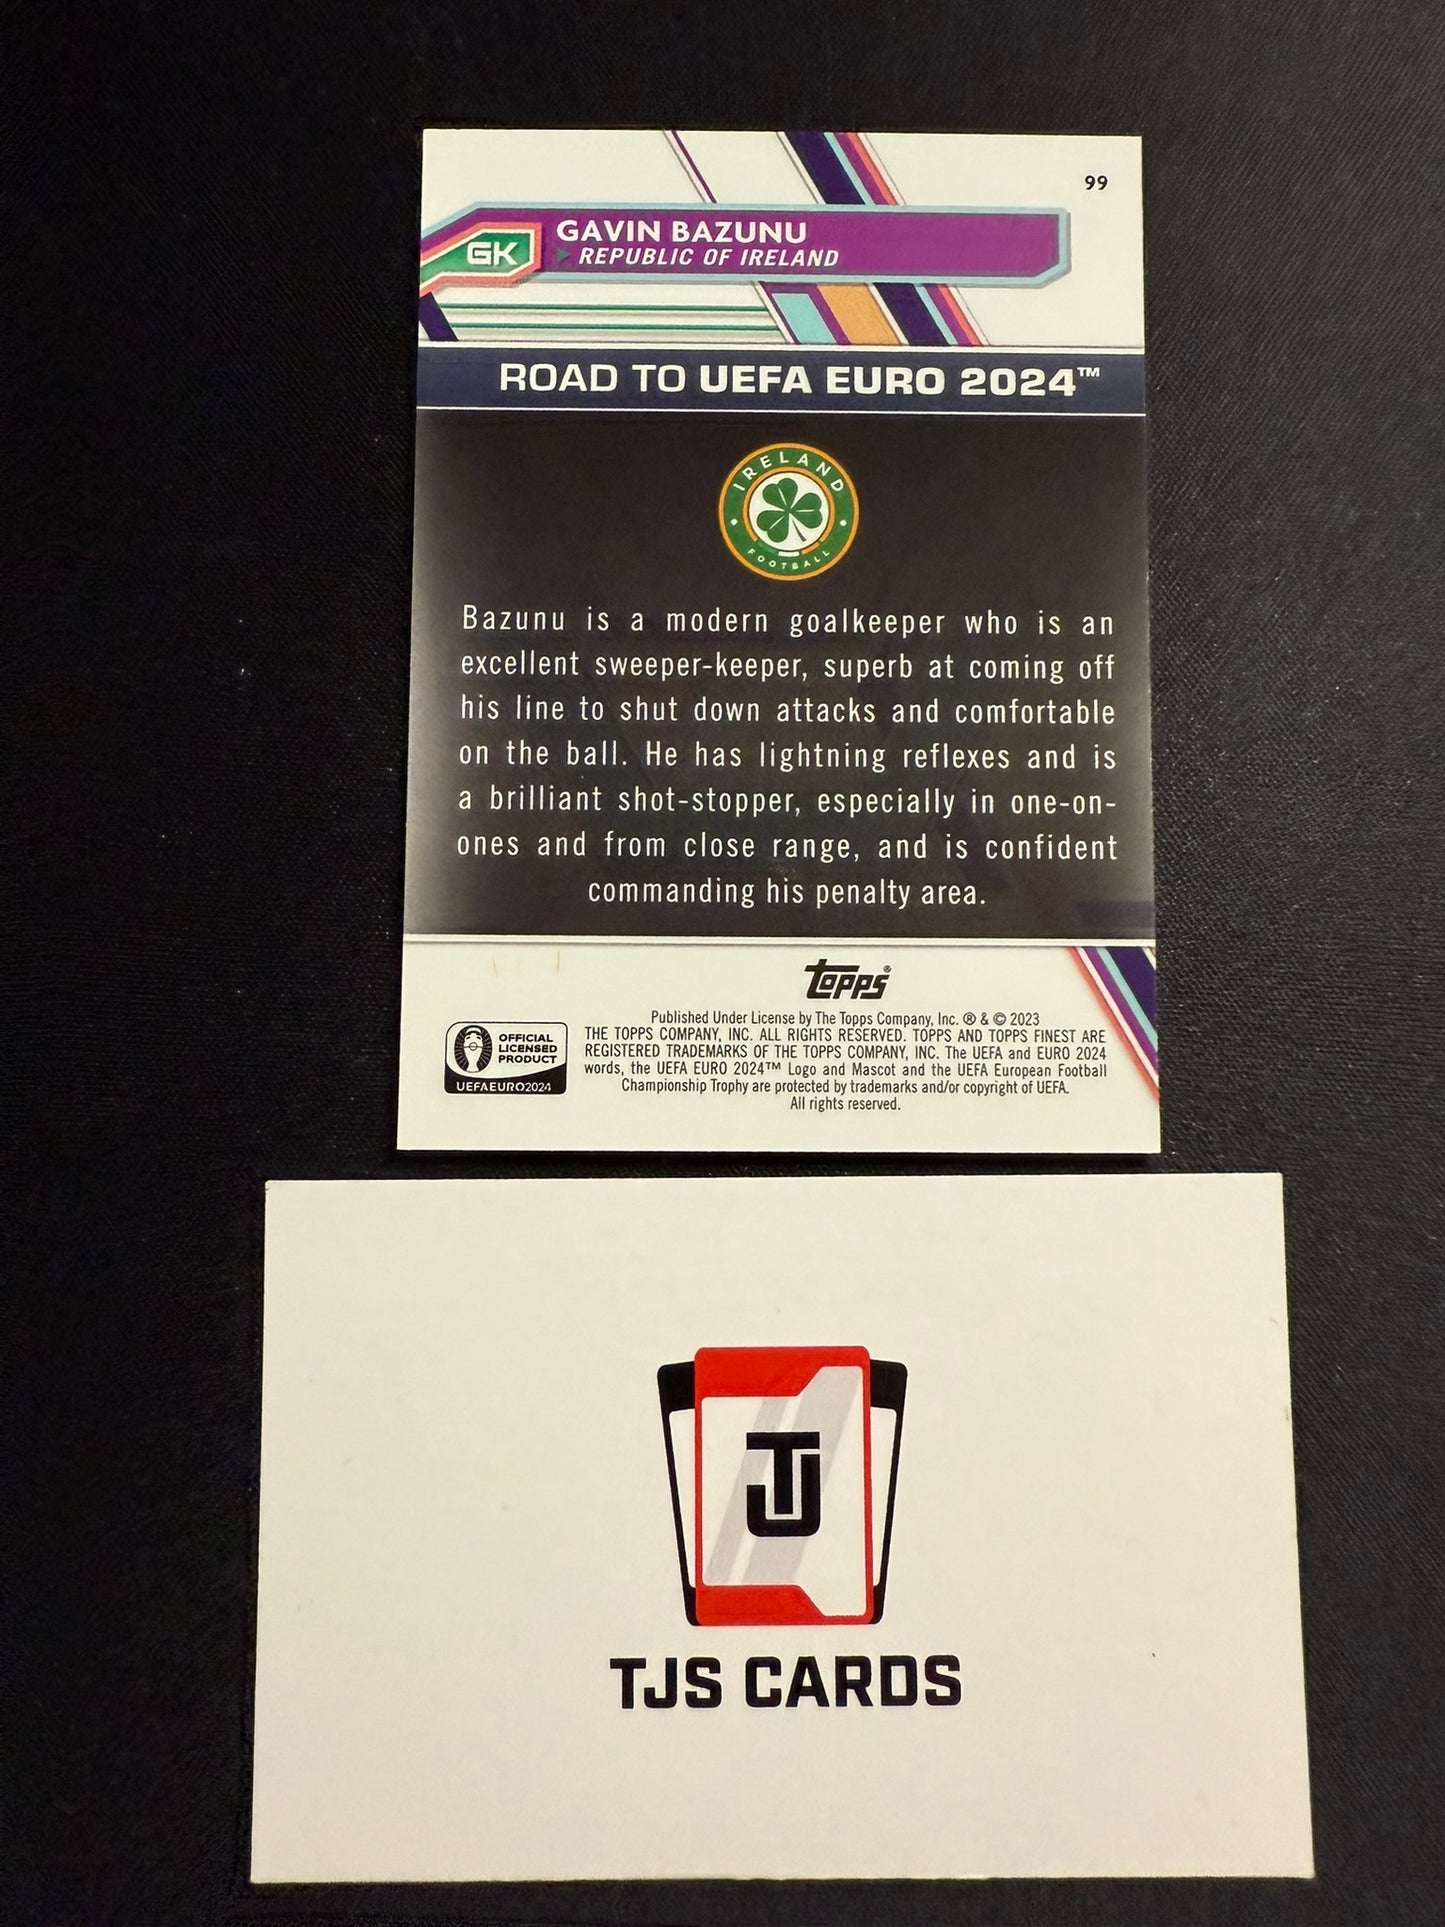 99
GAVIN BAZUNU
GK
REPUBLIC OF IRELAND
ROAD TO UEFA EURO 2024™
IRELAND
FOOTBALL
Bazunu is a modern goalkeeper who is an
excellent sweeper-keeper, superb at coming off
his line to shut down attacks and comfortable
on the ball. He has lightning reflexes and is
a brilliant shot-stopper, especially in one-on-
ones and from close range, and is confident
commanding his penalty area.
topps®
Published Under License by The Topps Company, Inc. ® & © 2023
THE TOPPS COMPANY, INC. ALL RIGHTS RESERVED. TOPPS AND TOPPS FINEST ARE
REGISTERED TRADEMARKS OF THE TOPPS COMPANY, INC. The UEFA and EURO 2024
words, the UEFA EURO 2024™ Logo and Mascot and the UEFA European Football
Championship Trophy are protected by trademarks and/or copyright of UEFA.
All rights reserved.
OFFICIAL
LICENSED
PRODUCT
UEFA EURO2024
TJ
TJS CARDS